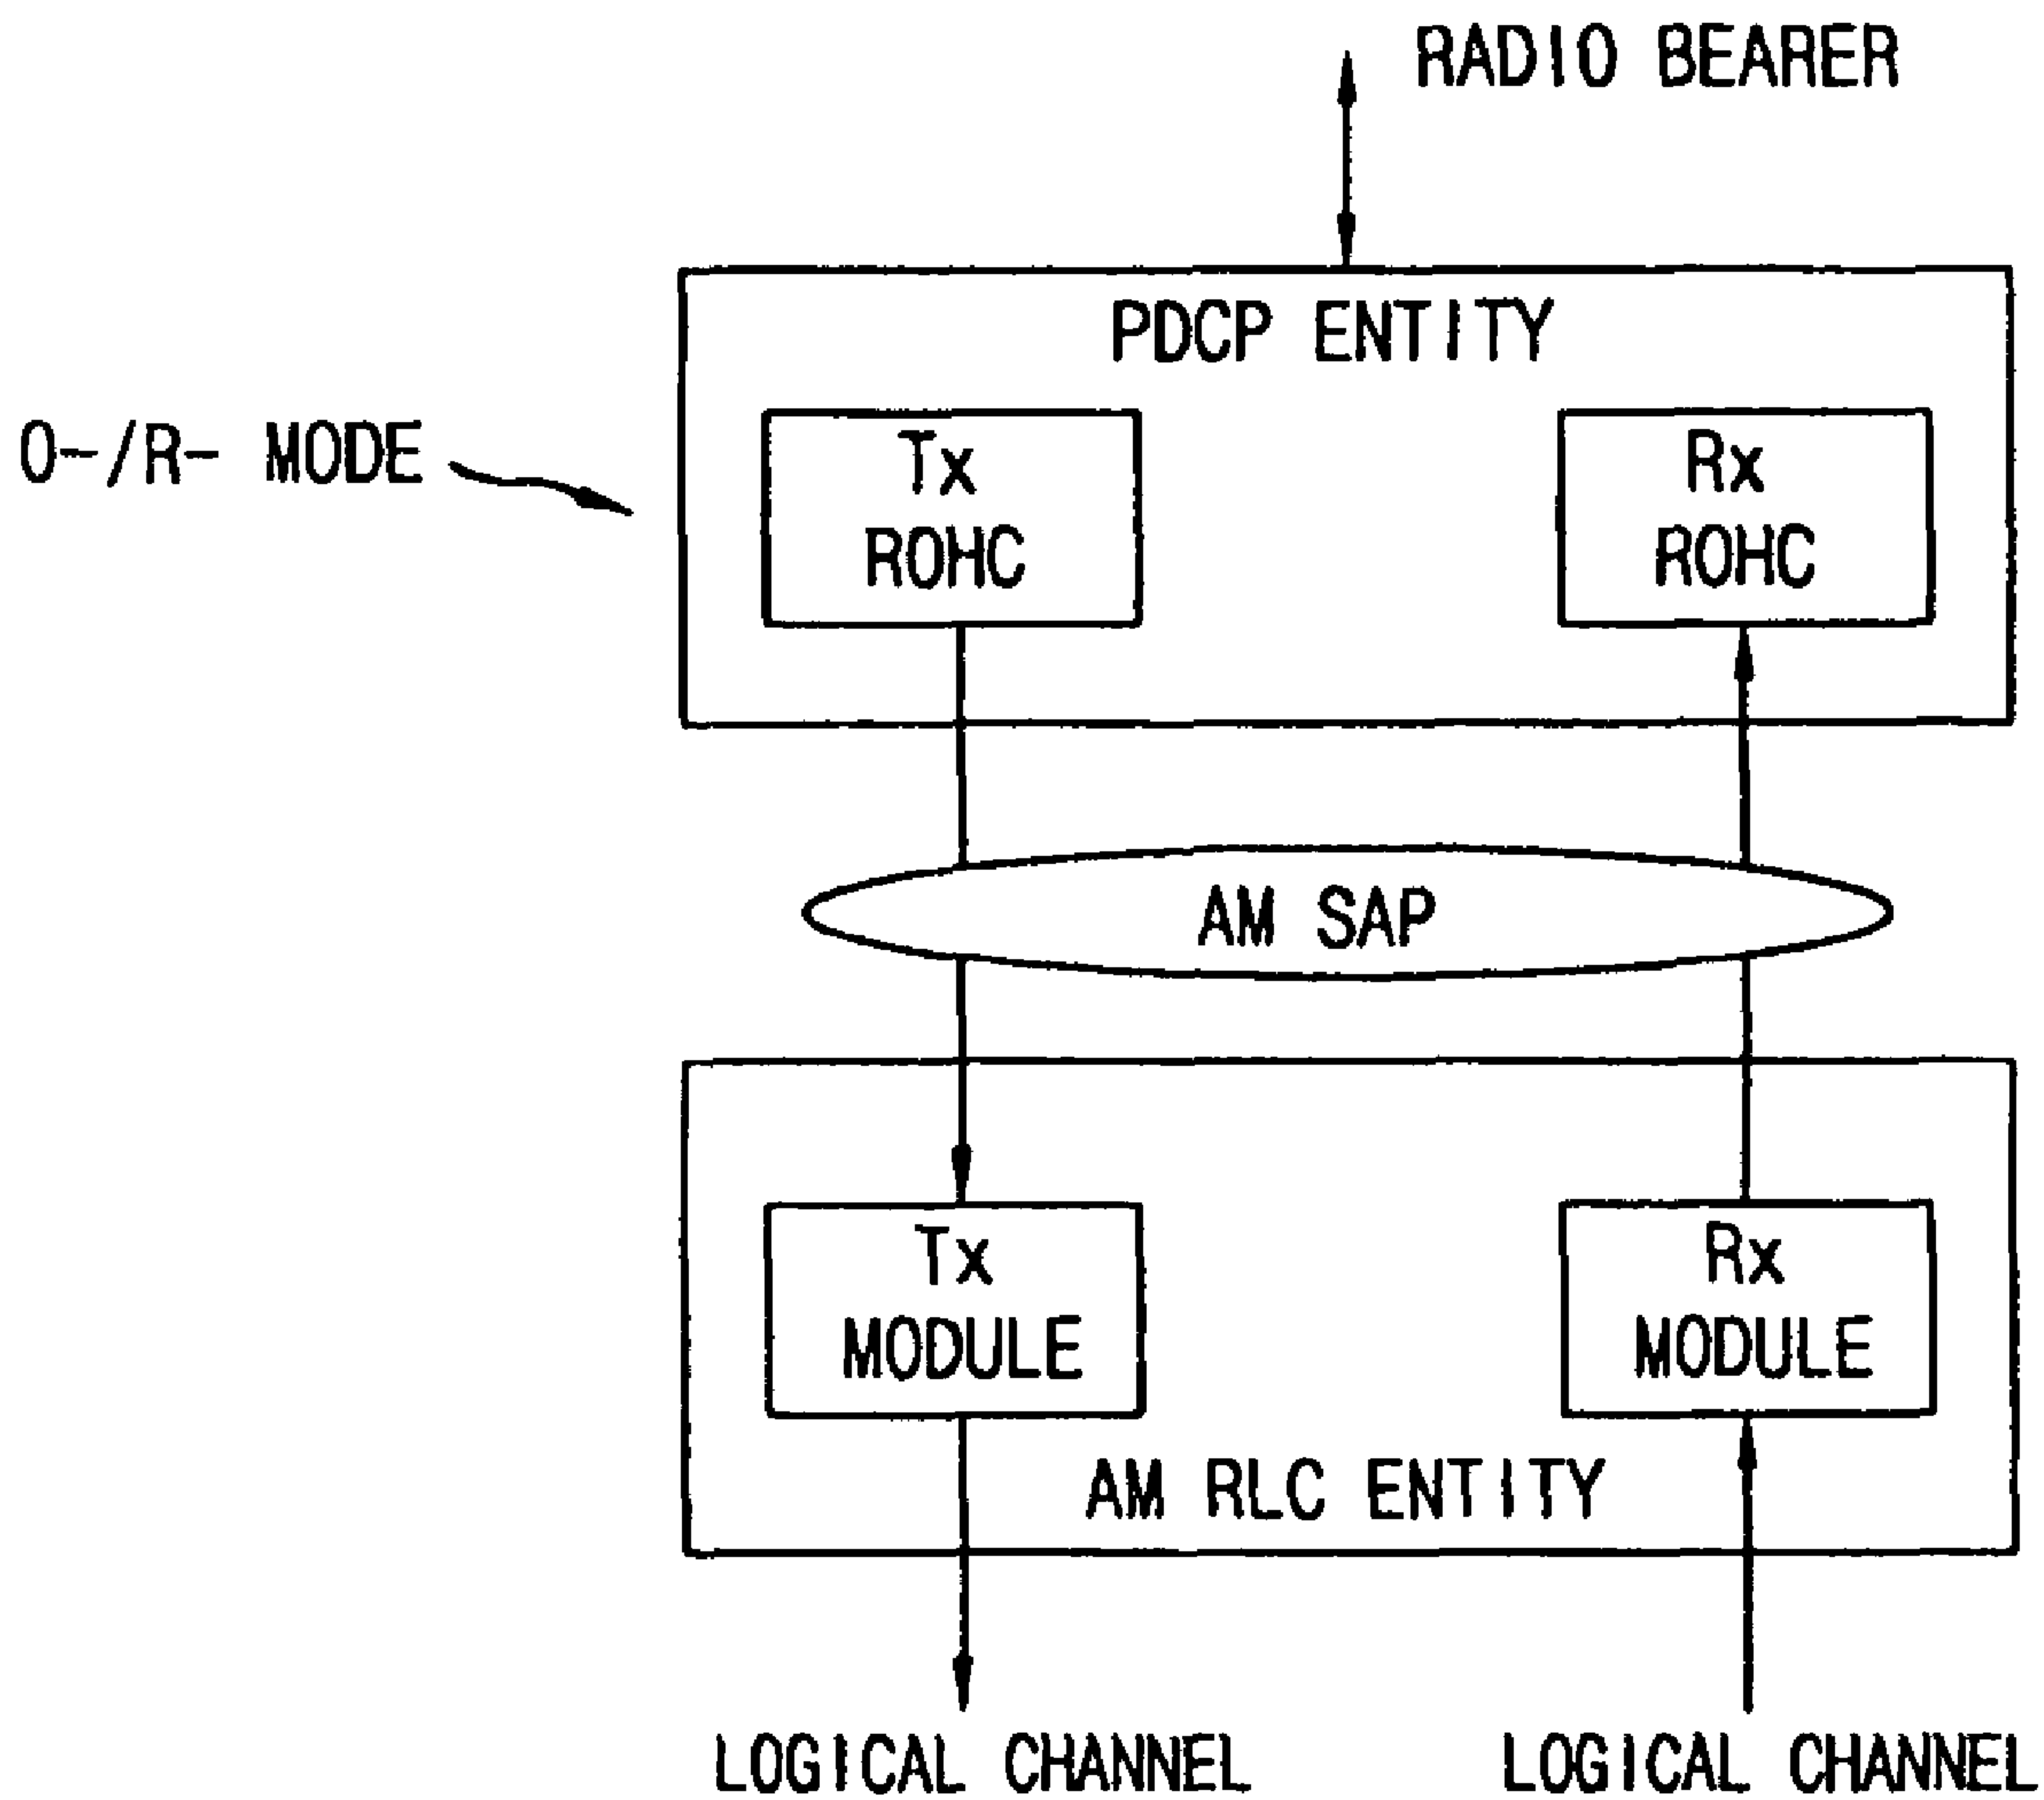 RADIO BEARER
PDCP ENTITY
O-/R- MODE
Tx
ROHC
Rx
ROHC
AM SAP
Tx
MODULE
Rx
MODULE
AM RLC ENTITY
LOGICAL CHANNEL
LOGICAL CHANNEL